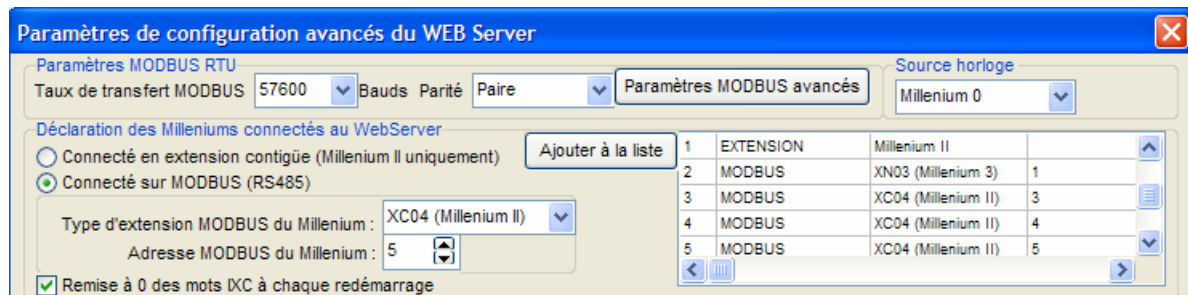 Paramètres de configuration avancés du WEB Server
Paramètres MODBUS RTU
Taux de transfert MODBUS 57600 Bauds Parité Paire Paramètres MODBUS avancés
Source horloge
Millenium 0
Déclaration des Milleniums connectés au WebServer
Connecté en extension contigüe (Millenium II uniquement)
Connecté sur MODBUS (RS485)
Ajouter à la liste
Type d'extension MODBUS du Millenium : XC04 (Millenium II)
Adresse MODBUS du Millenium : 5
Remise à 0 des mots IXC à chaque redémarrage
1 EXTENSION Millenium II
2 MODBUS XN03 (Millenium 3) 1
3 MODBUS XC04 (Millenium II) 3
4 MODBUS XC04 (Millenium II) 4
5 MODBUS XC04 (Millenium II) 5